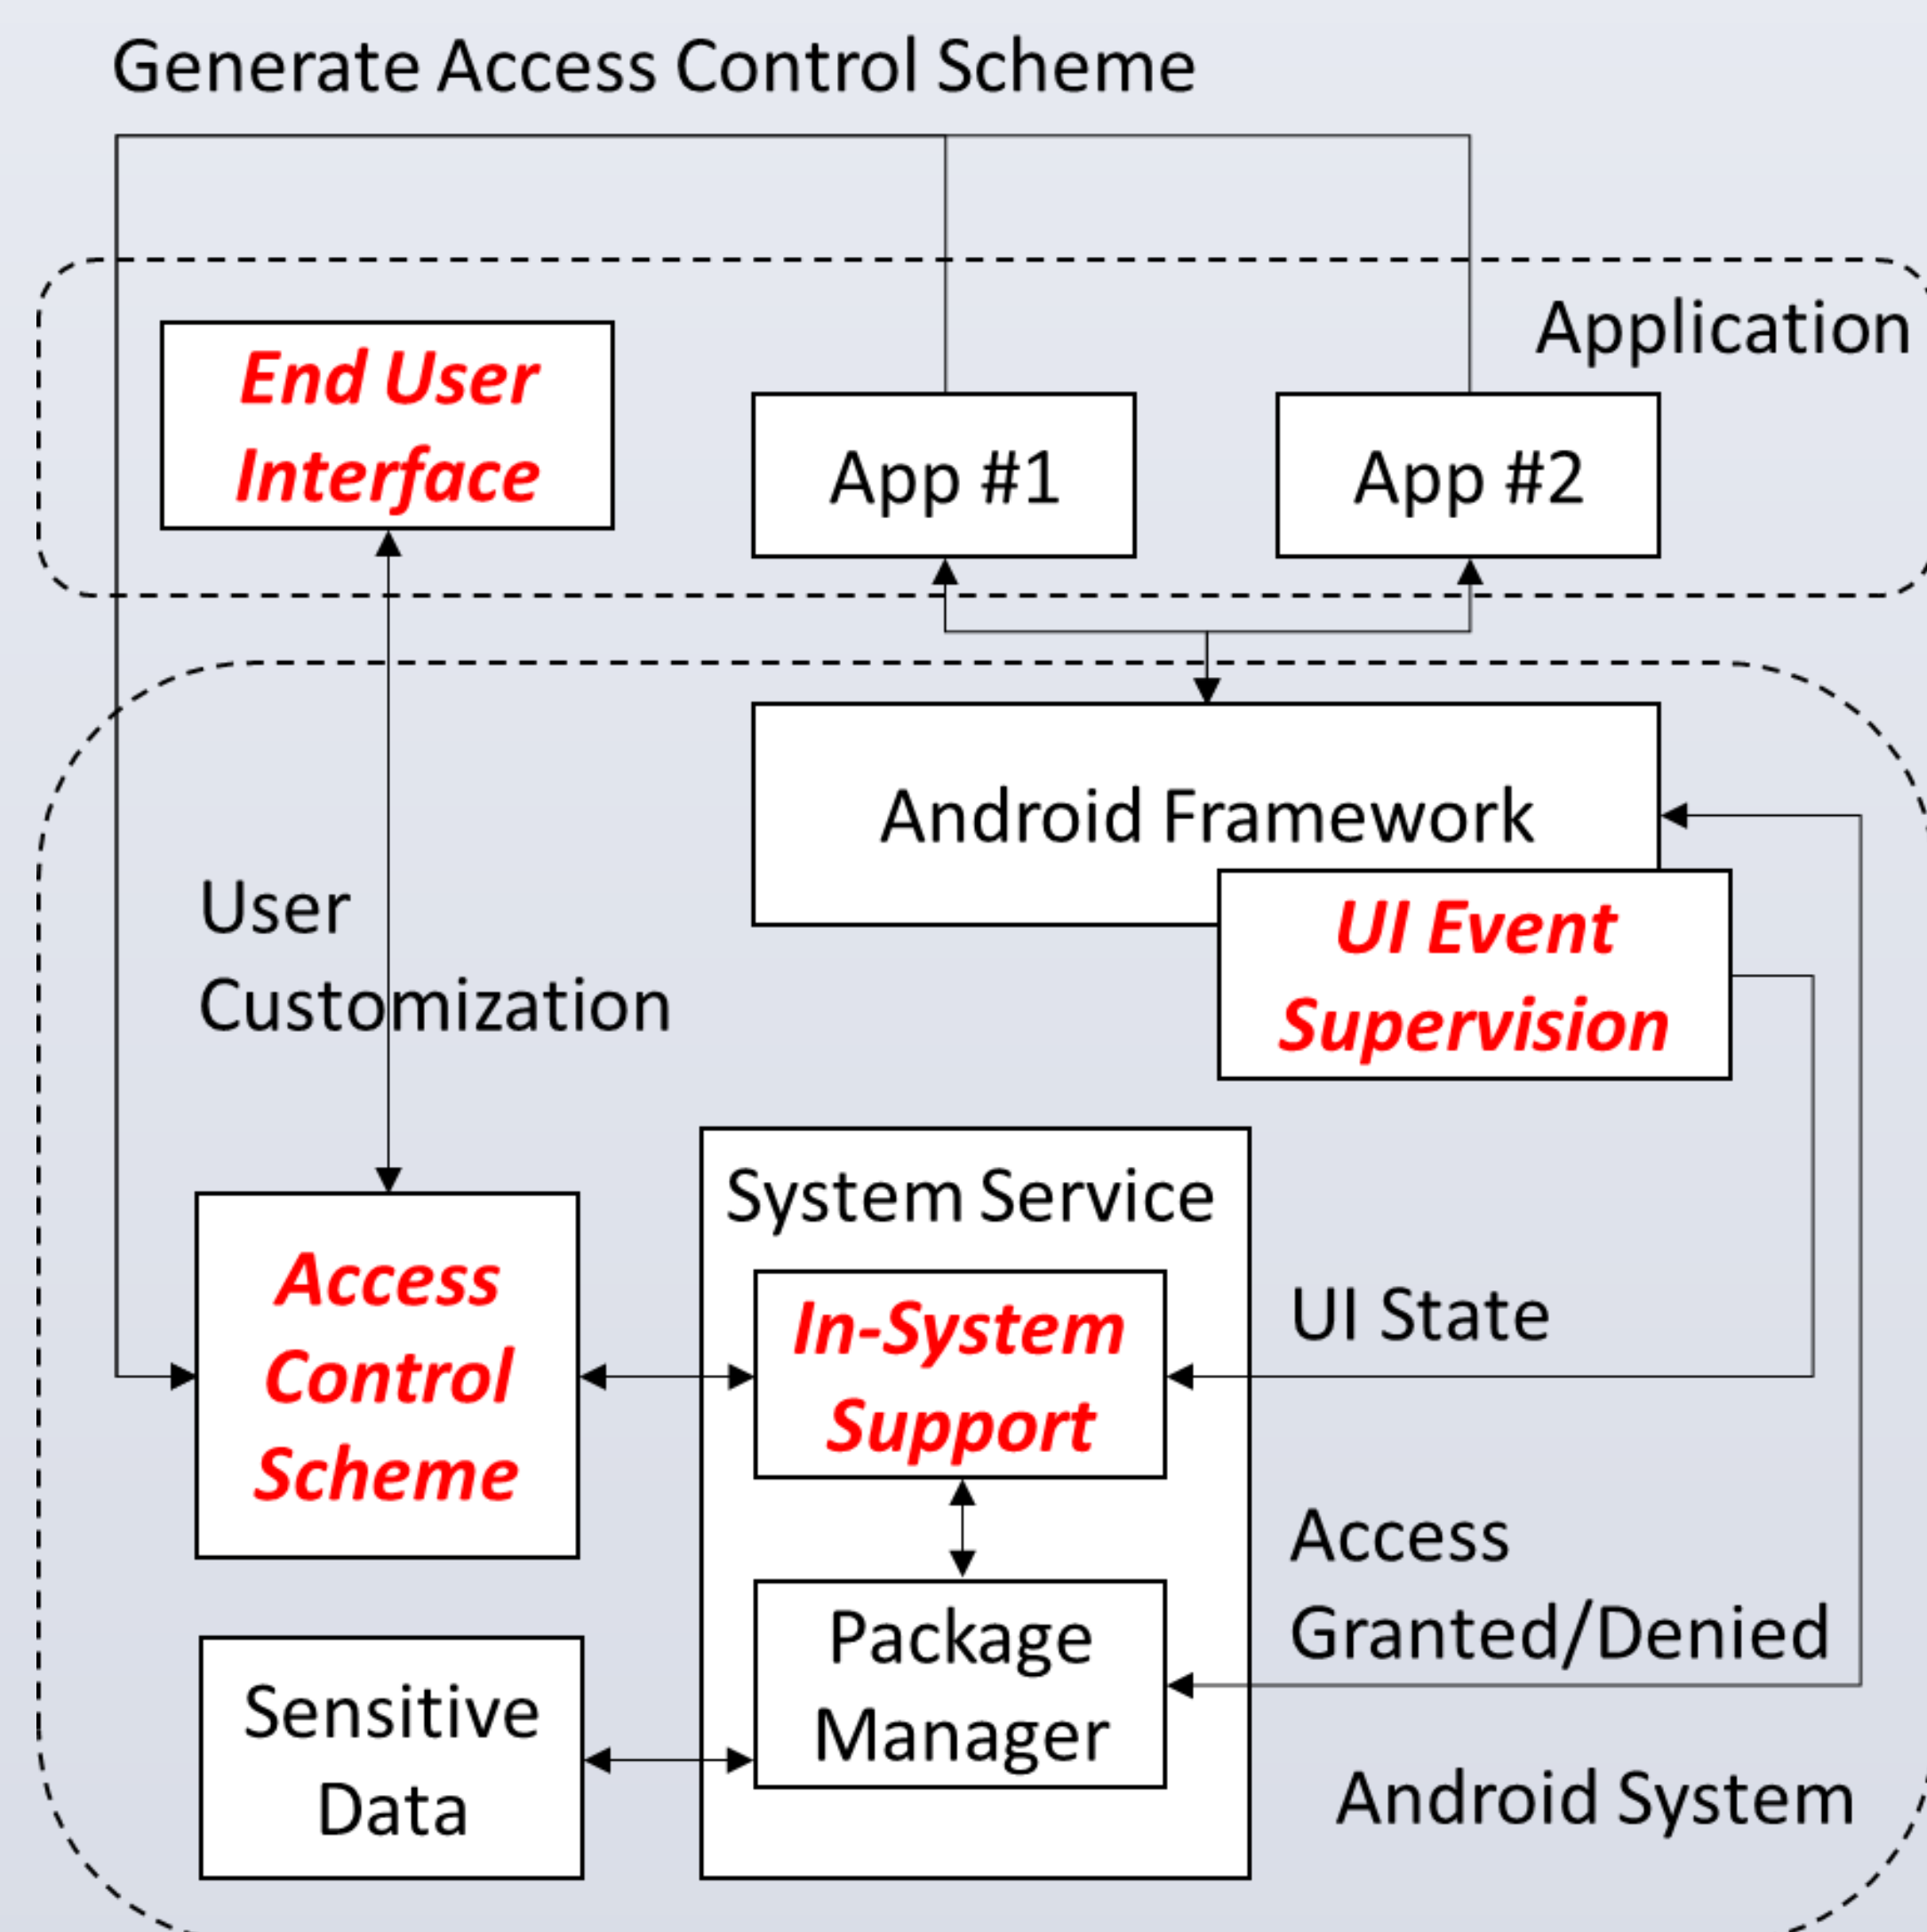 Generate Access Control Scheme
Application
End User
Interface
App #1
App #2
Android Framework
UI Event
Supervision
User
Customization
System Service
Access
Control
Scheme
In-System
Support
UI State
Access
Granted/Denied
Package
Manager
Sensitive
Data
Android System